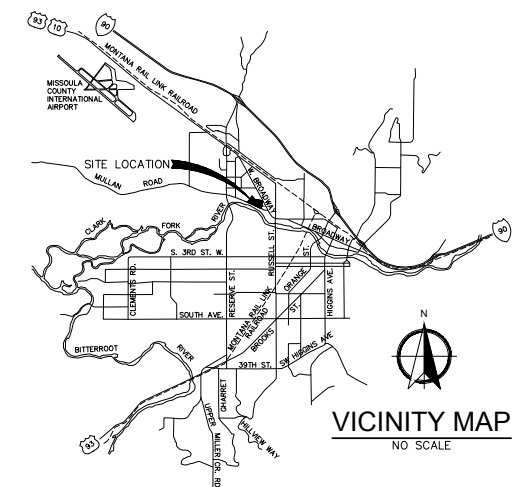 93
10
90
MONTANA RAIL LINK RAILROAD
MISSOULA
COUNTY
INTERNATIONAL
AIRPORT
SITE LOCATION
W. BROADWAY
MULLAN ROAD
CLARK
FORK
RIVER
BROADWAY
90
S. 3RD ST. W.
CLEMENTS RD.
RESERVE ST.
RUSSELL ST.
ORANGE
ST.
HIGGINS AVE.
SOUTH AVE.
MONTANA RAIL LINK
RAILROAD
BROOKS
ST.
BITTERROOT
RIVER
39TH ST.
SW HIGGINS AVE
GHARRET
HILLVIEW WAY
UPPER MILLER CR. RD
93
N
VICINITY MAP
NO SCALE